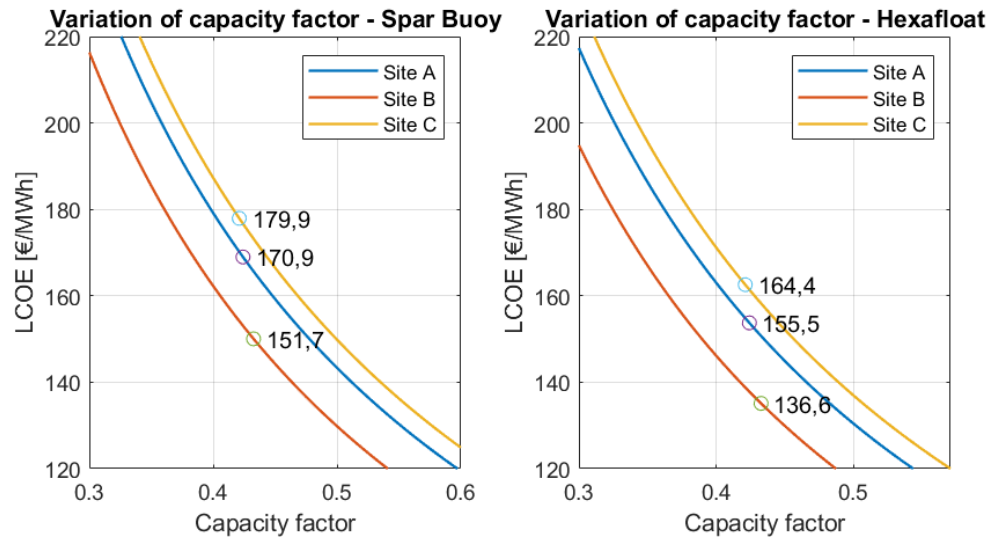 Variation of capacity factor - Spar Buoy
220
200
180
160
140
120
LCOE [€/MWh]
Site A
Site B
Site C
179,9
170,9
151,7
0.3
0.4
0.5
0.6
Capacity factor
Variation of capacity factor - Hexafloat
220
200
180
160
140
120
LCOE [€/MWh]
Site A
Site B
Site C
164,4
155,5
136,6
0.3
0.4
0.5
Capacity factor